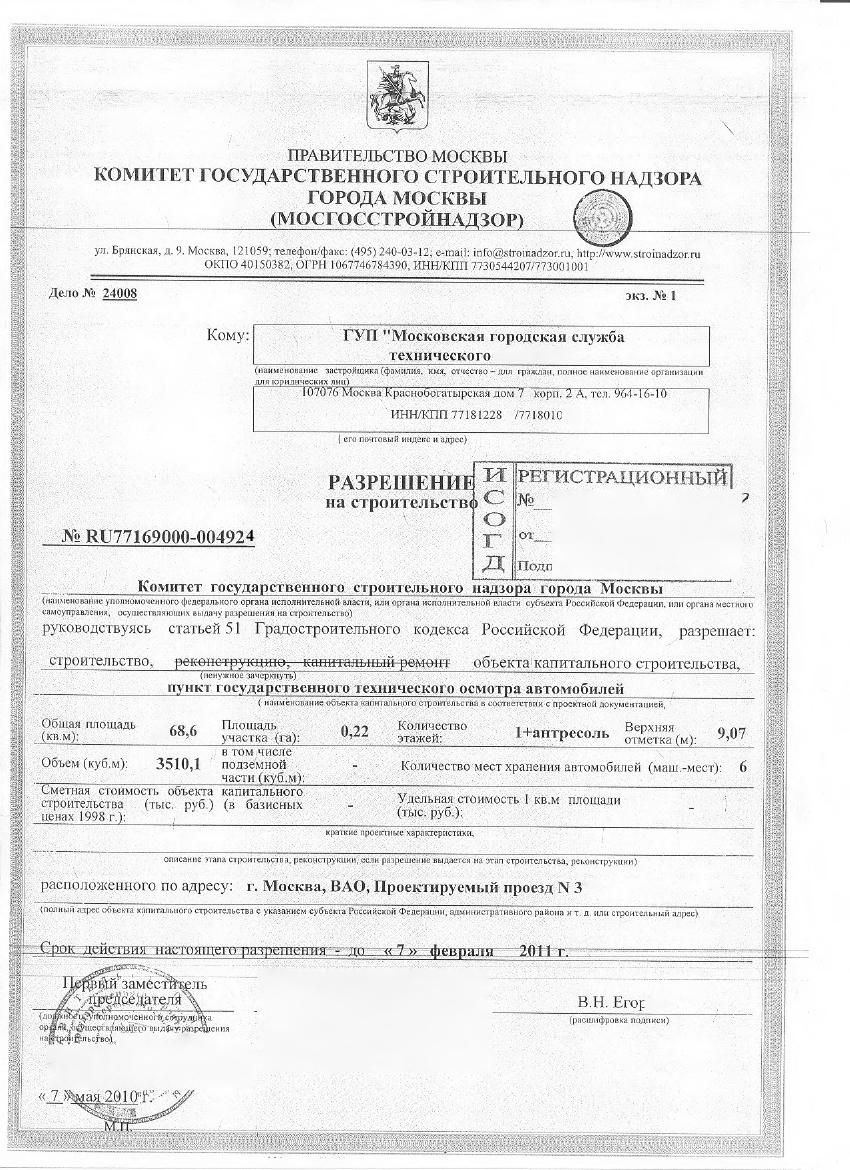 ПРАВИТЕЛЬСТВО МОСКВЫ
КОМИТЕТ ГОСУДАРСТВЕННОГО СТРОИТЕЛЬНОГО НАДЗОРА
ГОРОДА МОСКВЫ
(МОСГОССТРОЙНАДЗОР)
ул. Брянская, д. 9. Москва, 121059; телефон/факс: (495) 240-03-12; e-mail: info@stroinadzor.ru, http://www.stroinadzor.ru
ОКПО 40150382, ОГРН 1067746784390, ИНН/КПП 7730544207/773001001
Дело № 24008 экз. № 1
Кому: ГУП "Московская городская служба
технического
(наименование застройщика (фамилия, имя, отчество – для граждан, полное наименование организации
для юридических лиц)
107076 Москва Краснобогатырская дом 7 корп. 2 А, тел. 964-16-10
ИНН/КПП 77181228 /7718010
( его почтовый индекс и адрес)
РАЗРЕШЕНИЕ
на строительство
ИСОГД
РЕГИСТРАЦИОННЫЙ
№
от
Подп
№ RU77169000-004924
Комитет государственного строительного надзора города Москвы
(наименование уполномоченного федерального органа исполнительной власти, или органа исполнительной власти субъекта Российской Федерации, или органа местного
самоуправления, осуществляющих выдачу разрешения на строительство)
руководствуясь статьей 51 Градостроительного кодекса Российской Федерации, разрешает:
строительство, реконструкцию, капитальный ремонт объекта капитального строительства,
(ненужное зачеркнуть)
пункт государственного технического осмотра автомобилей
( наименование объекта капитального строительства в соответствии с проектной документацией,
Общая площадь (кв.м): 68,6 Площадь участка (га): 0,22 Количество этажей: 1+антресоль Верхняя отметка (м): 9,07
Объем (куб.м): 3510,1 в том числе подземной части (куб.м): - Количество мест хранения автомобилей (маш.-мест): 6
Сметная стоимость объекта капитального строительства (тыс. руб.) (в базисных ценах 1998 г.): - Удельная стоимость 1 кв.м площади (тыс. руб.): -
краткие проектные характеристики,
описание этапа строительства, реконструкции, если разрешение выдается на этап строительства, реконструкции)
расположенного по адресу: г. Москва, ВАО, Проектируемый проезд N 3
(полный адрес объекта капитального строительства с указанием субъекта Российской Федерации, административного района и т. д. или строительный адрес)
Срок действия настоящего разрешения - до « 7 » февраля 2011 г.
Первый заместитель
председателя
В.Н. Егор
(должность уполномоченного сотрудника
органа, осуществляющего выдачу разрешения
на строительство)
(расшифровка подписи)
« 7 » мая 2010 г.
М.П.